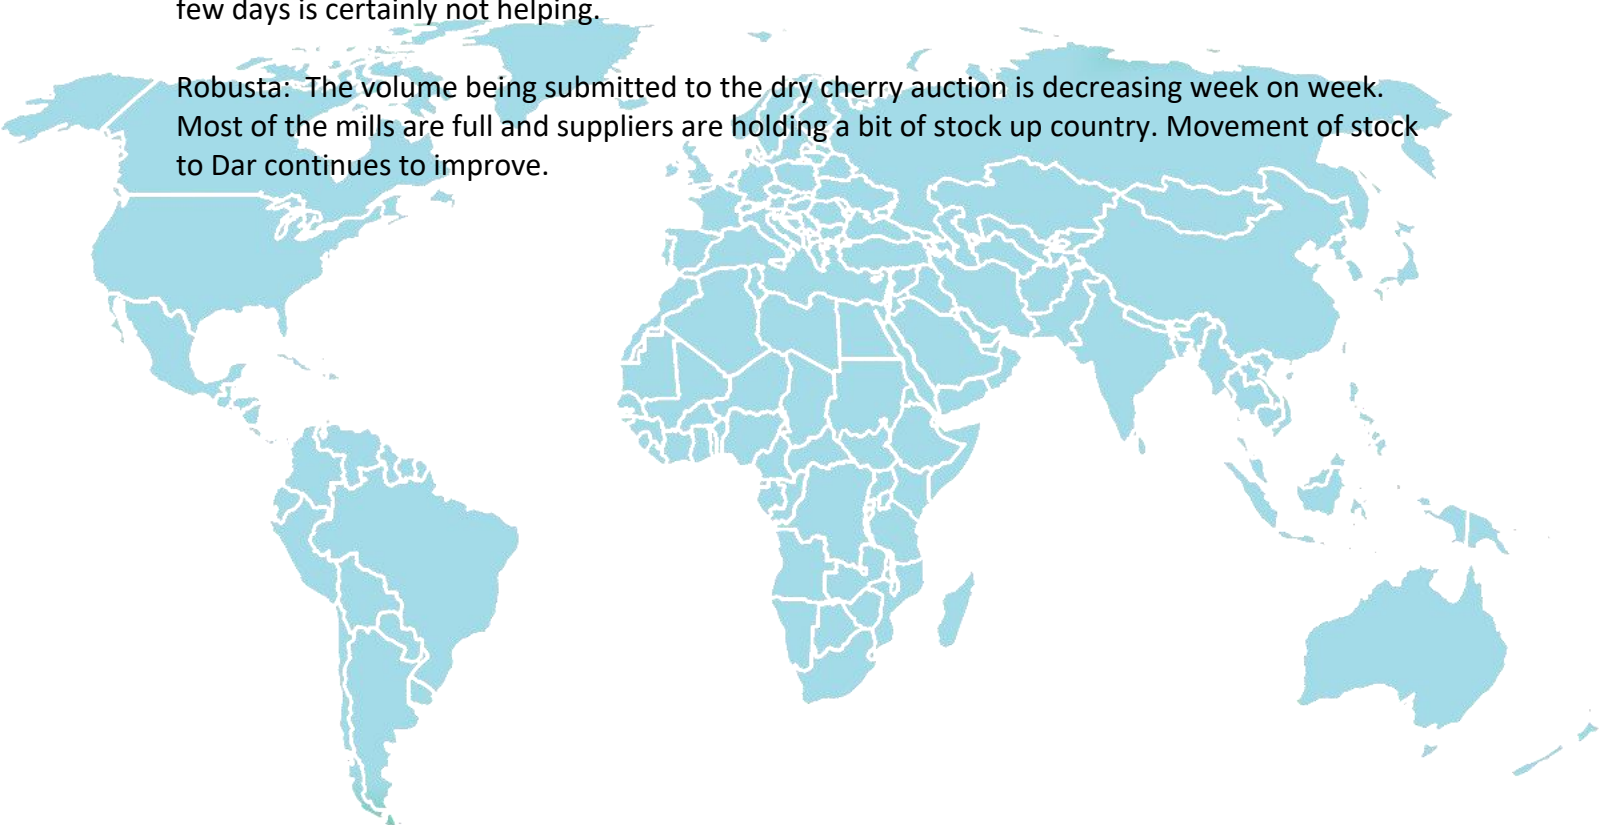 few days is certainly not helping.
Robusta:  The volume being submitted to the dry cherry auction is decreasing week on week.
Most of the mills are full and suppliers are holding a bit of stock up country. Movement of stock
to Dar continues to improve.